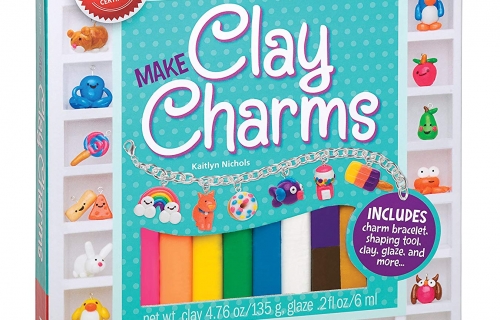 CERTIFIED
MAKE
Clay
Charms
Kaitlyn Nichols
INCLUDES
charm bracelet,
shaping tool,
clay, glaze, and
more...
net wt. clay 4.76 oz/135 g, glaze .2 fl oz/6 ml
Clay Charms